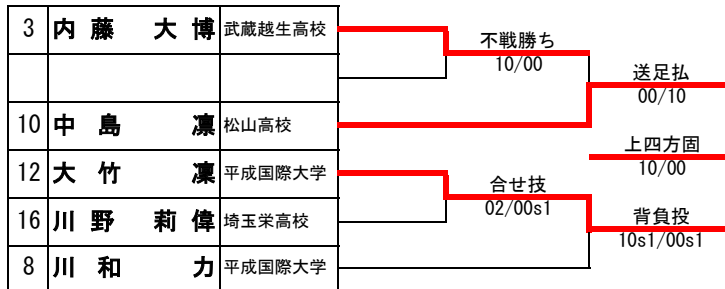 3 内藤 大博 武蔵越生高校
不戦勝ち
10/00
送足払
00/10
10 中島 凛 松山高校
上四方固
10/00
12 大竹 凜 平成国際大学
合せ技
02/00s1
16 川野 莉偉 埼玉栄高校
背負投
10s1/00s1
8 川和 力 平成国際大学